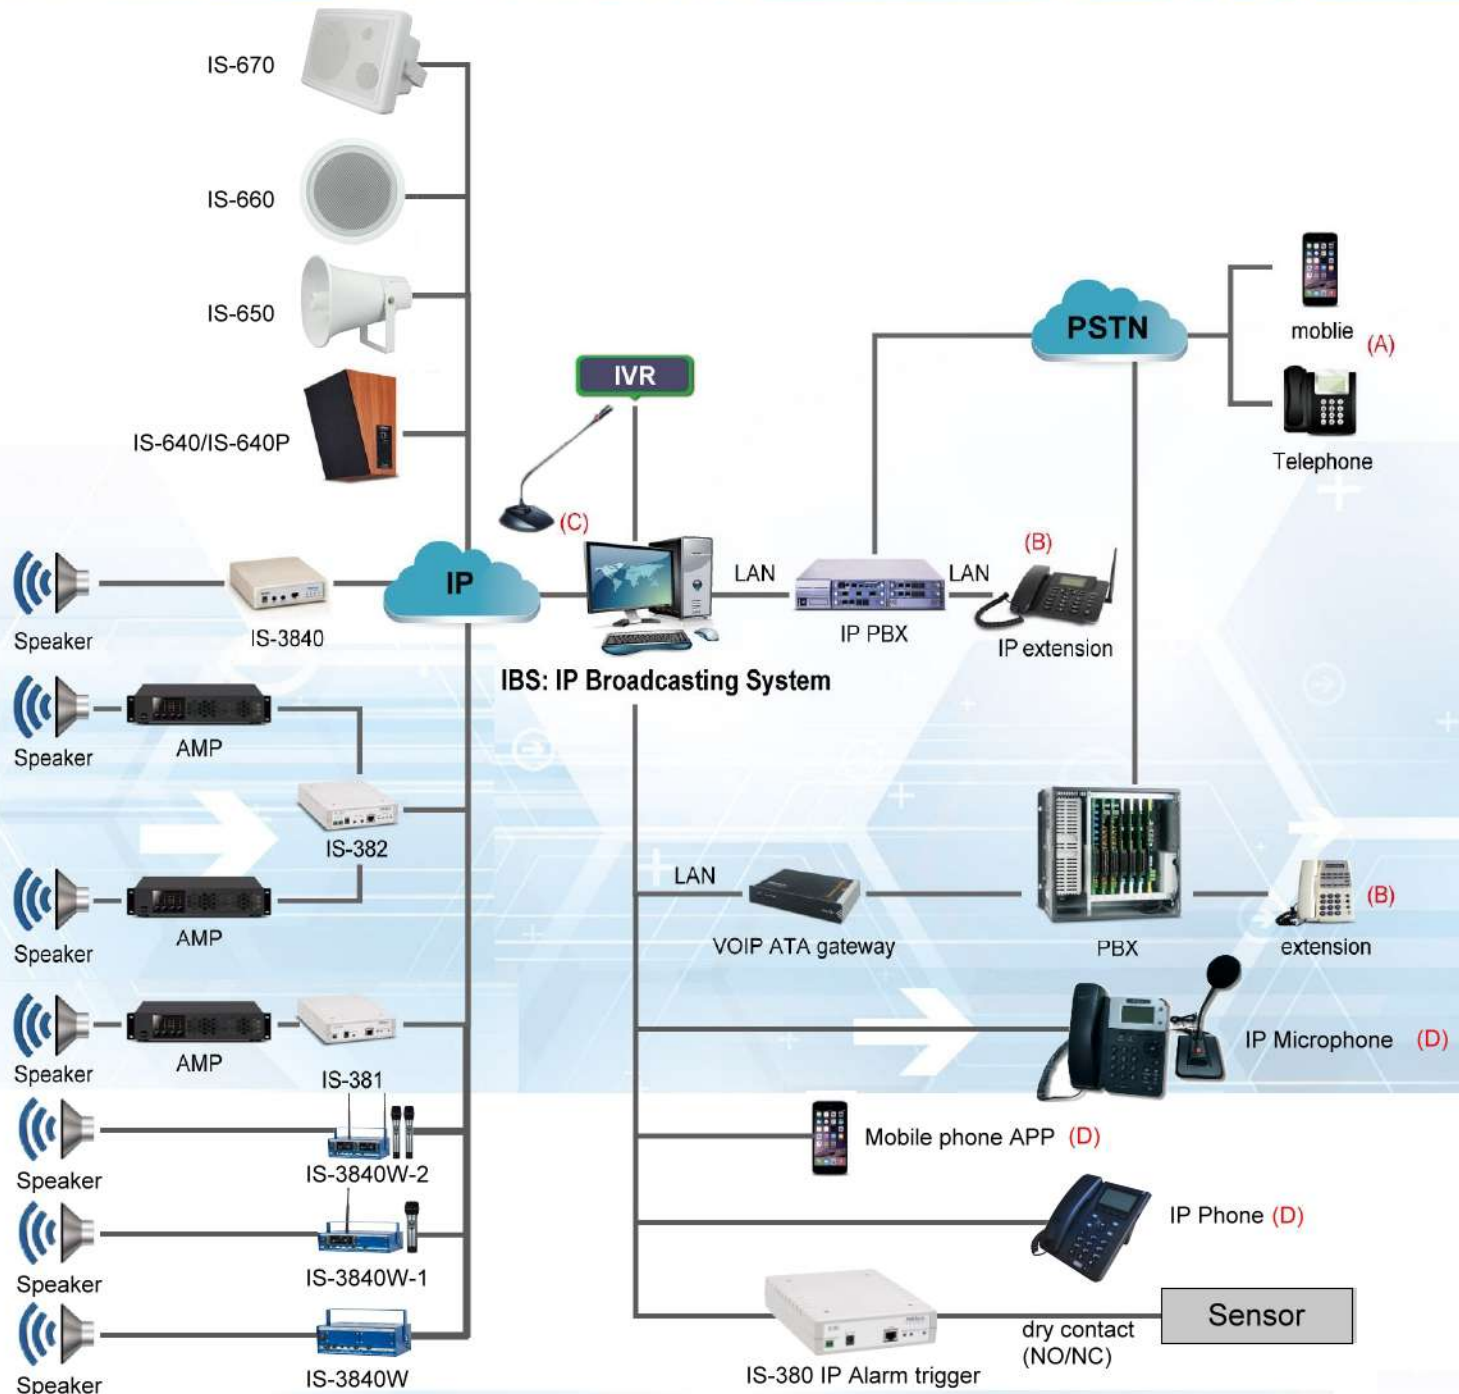 IS-670
IS-660
IS-650
IS-640/IS-640P
IVR
(C)
PSTN
moblie
(A)
Telephone
Speaker
IS-3840
IP
LAN
IP PBX
LAN
(B)
IP extension
IBS: IP Broadcasting System
Speaker
AMP
IS-382
Speaker
AMP
LAN
VOIP ATA gateway
PBX
(B)
extension
Speaker
AMP
IS-381
IP Microphone (D)
Speaker
IS-3840W-2
Mobile phone APP (D)
Speaker
IS-3840W-1
IP Phone (D)
Speaker
IS-3840W
IS-380 IP Alarm trigger
dry contact
(NO/NC)
Sensor